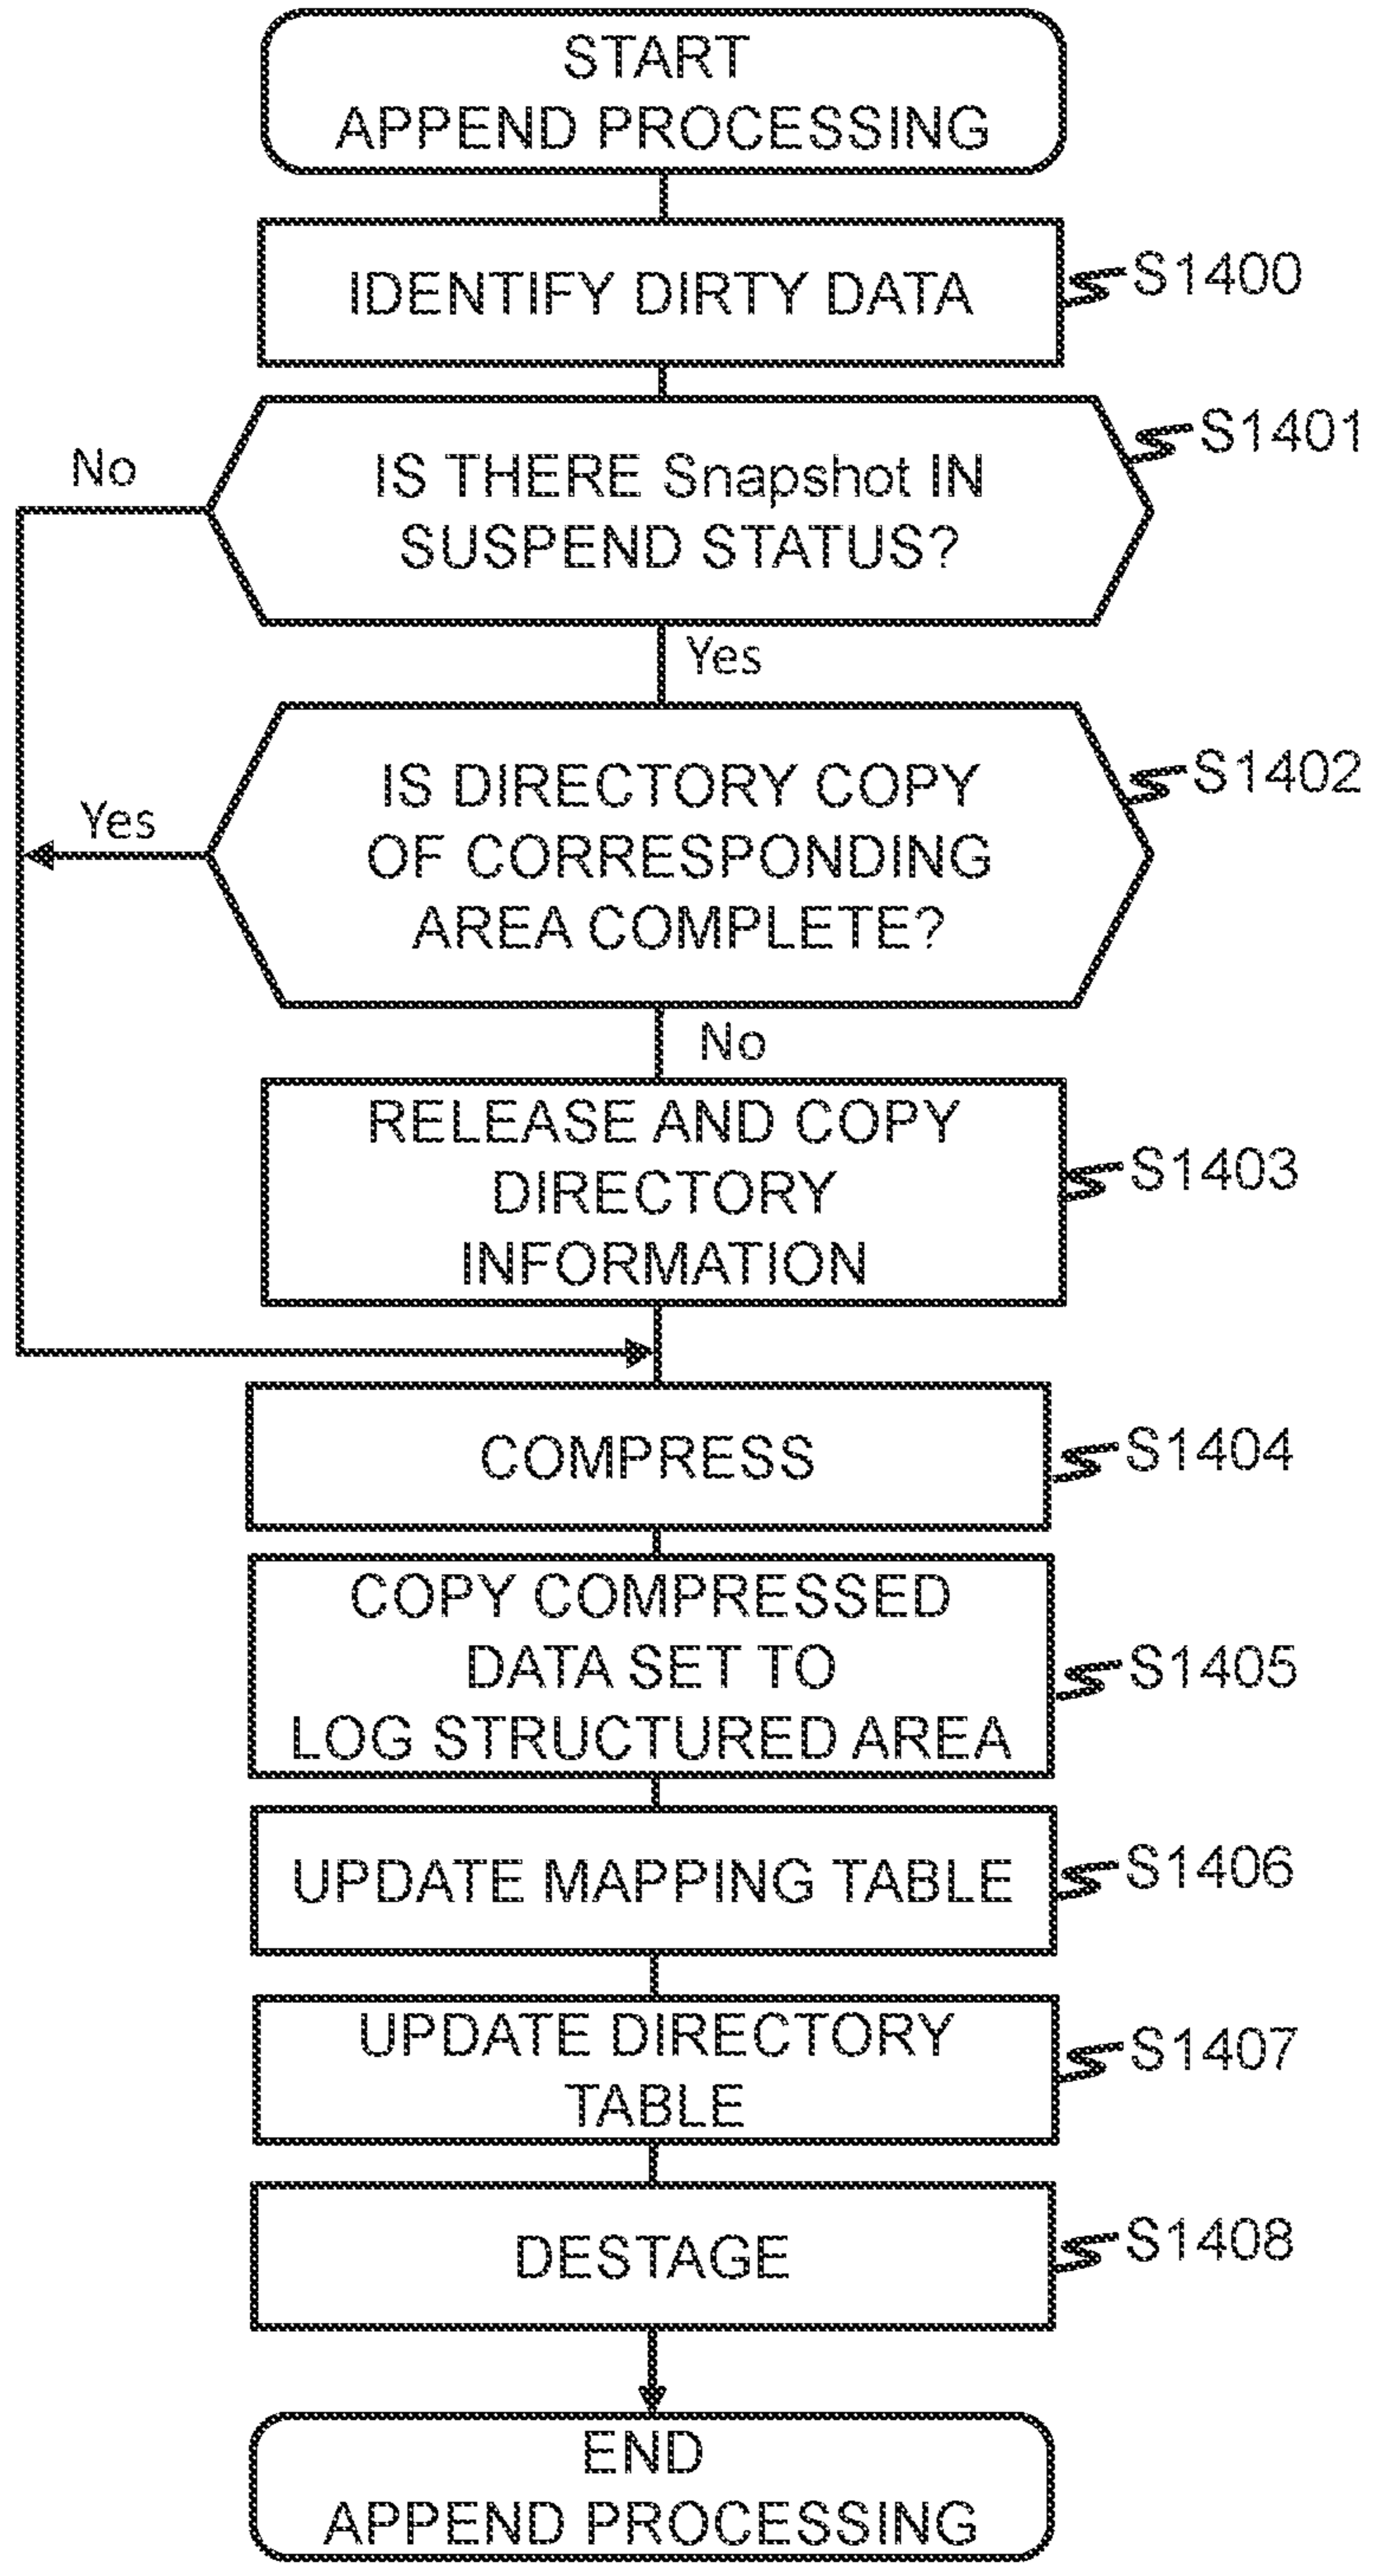 START
APPEND PROCESSING
IDENTIFY DIRTY DATA
S1400
IS THERE Snapshot IN
SUSPEND STATUS?
S1401
No
Yes
IS DIRECTORY COPY
OF CORRESPONDING
AREA COMPLETE?
S1402
Yes
No
RELEASE AND COPY
DIRECTORY
INFORMATION
S1403
COMPRESS
S1404
COPY COMPRESSED
DATA SET TO
LOG STRUCTURED AREA
S1405
UPDATE MAPPING TABLE
S1406
UPDATE DIRECTORY
TABLE
S1407
DESTAGE
S1408
END
APPEND PROCESSING